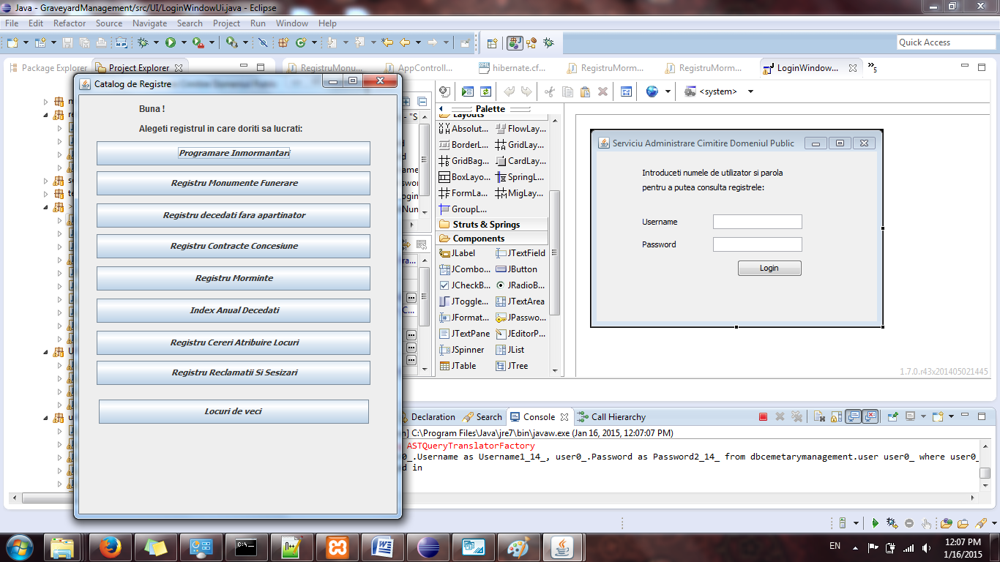 Java - GraveyardManagement/src/UI/LoginWindowUi.java - Eclipse
File Edit Refactor Source Navigate Search Project Run Window Help
Quick Access
Package Explorer Project Explorer
RegistruMonu... AppControll... hibernate.cf... RegistruMorm... RegistruMorm... LoginWindow... »5
Catalog de Registre
Buna !
Alegeti registrul in care doriti sa lucrati:
Programare Inmormantari
Registru Monumente Funerare
Registru decedati fara apartinator
Registru Contracte Concesiune
Registru Morminte
Index Anual Decedati
Registru Cereri Atribuire Locuri
Registru Reclamatii Si Sesizari
Locuri de veci
<system>
Palette
Layouts
Absolut... FlowLay...
BorderL... GridLay...
GridBag... CardLay...
BoxLayo... SpringL...
FormLa... MigLay...
GroupL...
Struts & Springs
Components
JLabel JTextField
JCombo... JButton
JCheckB... JRadioB...
JToggle... JTextArea
JFormat... JPasswo...
JTextPane JEditorP...
JSpinner JList
JTable JTree
Serviciu Administrare Cimitire Domeniul Public
Introduceti numele de utilizator si parola
pentru a putea consulta registrele:
Username
Password
Login
1.7.0.r43x201405021445
Declaration Search Console Call Hierarchy
] C:\Program Files\Java\jre7\bin\javaw.exe (Jan 16, 2015, 12:07:07 PM)
ASTQueryTranslatorFactory
0_.Username as Username1_14_, user0_.Password as Password2_14_ from dbcemetarymanagement.user user0_ where user0_
d in
EN
12:07 PM
1/16/2015